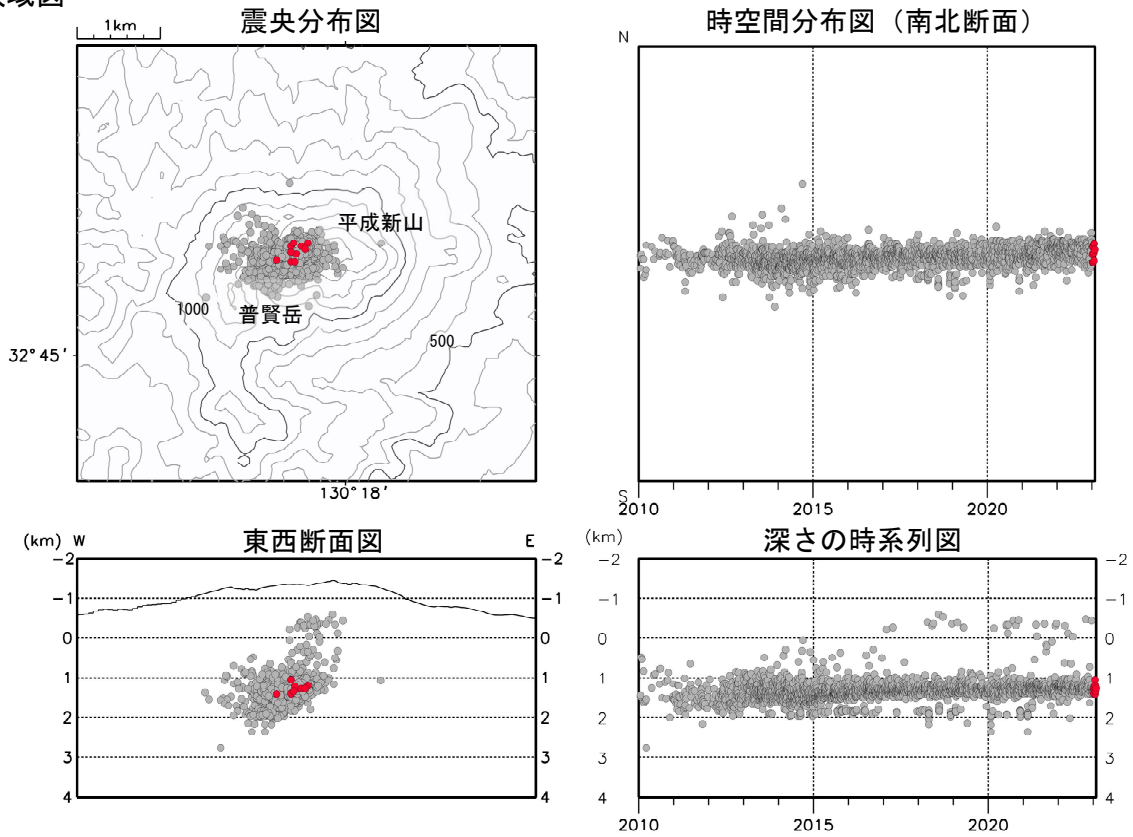 域図
1km
震央分布図
平成新山
普賢岳
1000
500
32°45′
130°18′
時空間分布図（南北断面）
N
S
2010 2015 2020
東西断面図
(km) W E
-2 -2
-1 -1
0 0
1 1
2 2
3 3
4 4
深さの時系列図
(km)
-2 -2
-1 -1
0 0
1 1
2 2
3 3
4 4
2010 2015 2020